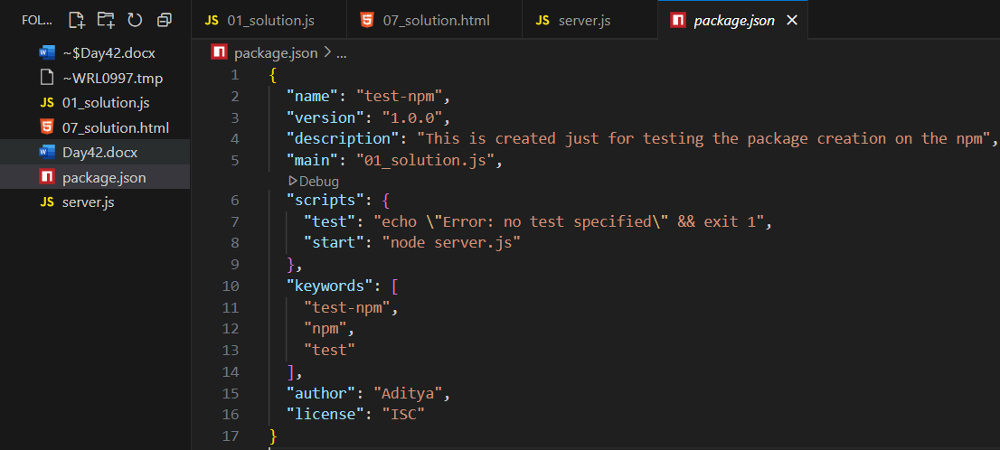 FOL...
~$Day42.docx
~WRL0997.tmp
JS 01_solution.js
07_solution.html
Day42.docx
package.json
JS server.js
JS 01_solution.js
07_solution.html
JS server.js
package.json
package.json > ...
1 {
2 "name": "test-npm",
3 "version": "1.0.0",
4 "description": "This is created just for testing the package creation on the npm",
5 "main": "01_solution.js",
Debug
6 "scripts": {
7 "test": "echo \"Error: no test specified\" && exit 1",
8 "start": "node server.js"
9 },
10 "keywords": [
11 "test-npm",
12 "npm",
13 "test"
14 ],
15 "author": "Aditya",
16 "license": "ISC"
17 }